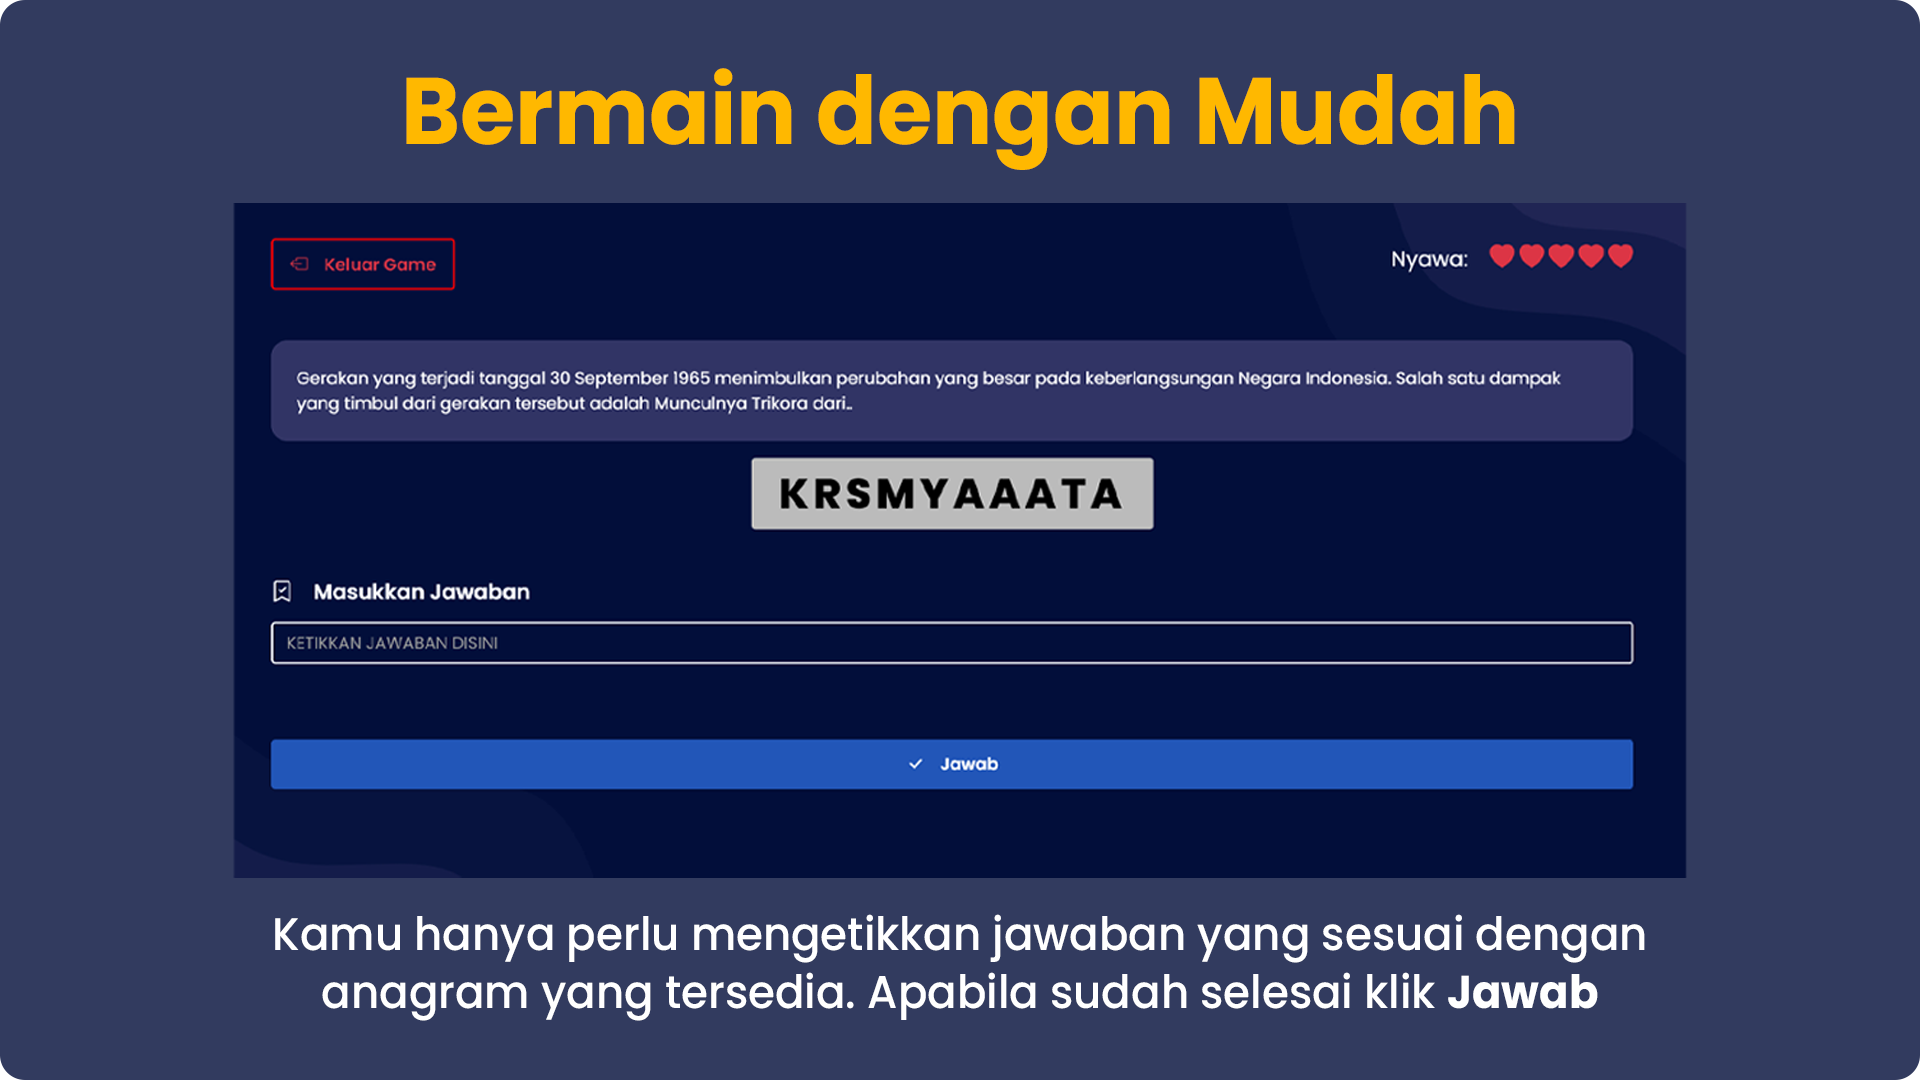 Bermain dengan Mudah
Keluar Game
Nyawa:
Gerakan yang terjadi tanggal 30 September 1965 menimbulkan perubahan yang besar pada keberlangsungan Negara Indonesia. Salah satu dampak
yang timbul dari gerakan tersebut adalah Munculnya Trikora dari..
KRSMYAAATA
Masukkan Jawaban
KETIKKAN JAWABAN DISINI
Jawab
Kamu hanya perlu mengetikkan jawaban yang sesuai dengan
anagram yang tersedia. Apabila sudah selesai klik Jawab